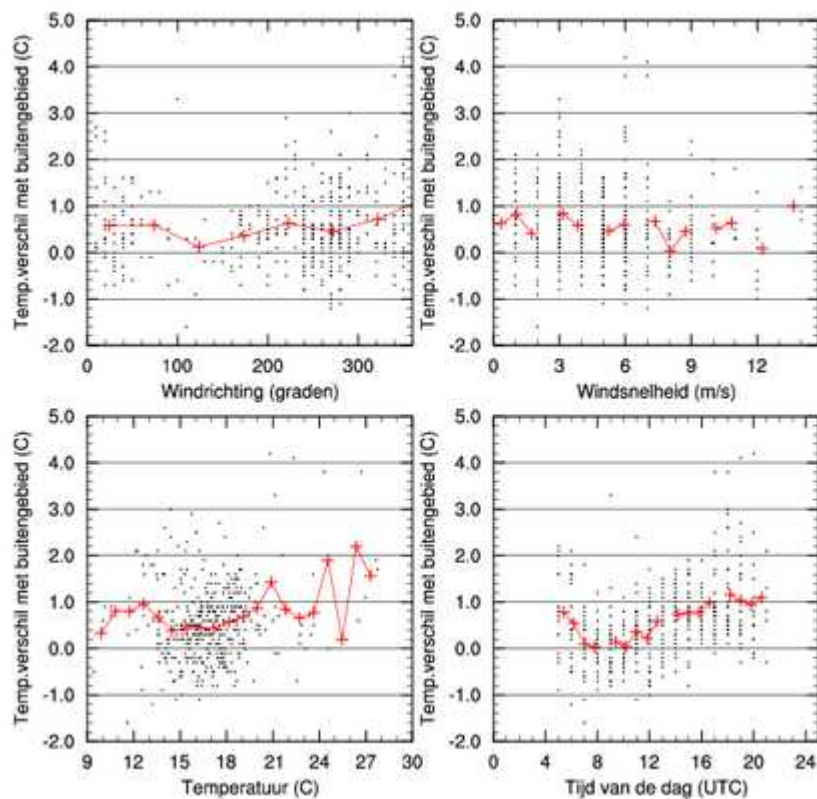 5.0 5.0
4.0 4.0
3.0 3.0
2.0 2.0
1.0 1.0
0.0 0.0
-1.0 -1.0
-2.0 -2.0
Temp.verschil met buitengebied (C) Temp.verschil met buitengebied (C)
0 100 200 300 0 3 6 9 12
Windrichting (graden) Windsnelheid (m/s)
5.0 5.0
4.0 4.0
3.0 3.0
2.0 2.0
1.0 1.0
0.0 0.0
-1.0 -1.0
-2.0 -2.0
Temp.verschil met buitengebied (C) Temp.verschil met buitengebied (C)
9 12 15 18 21 24 27 30 0 4 8 12 16 20 24
Temperatuur (C) Tijd van de dag (UTC)